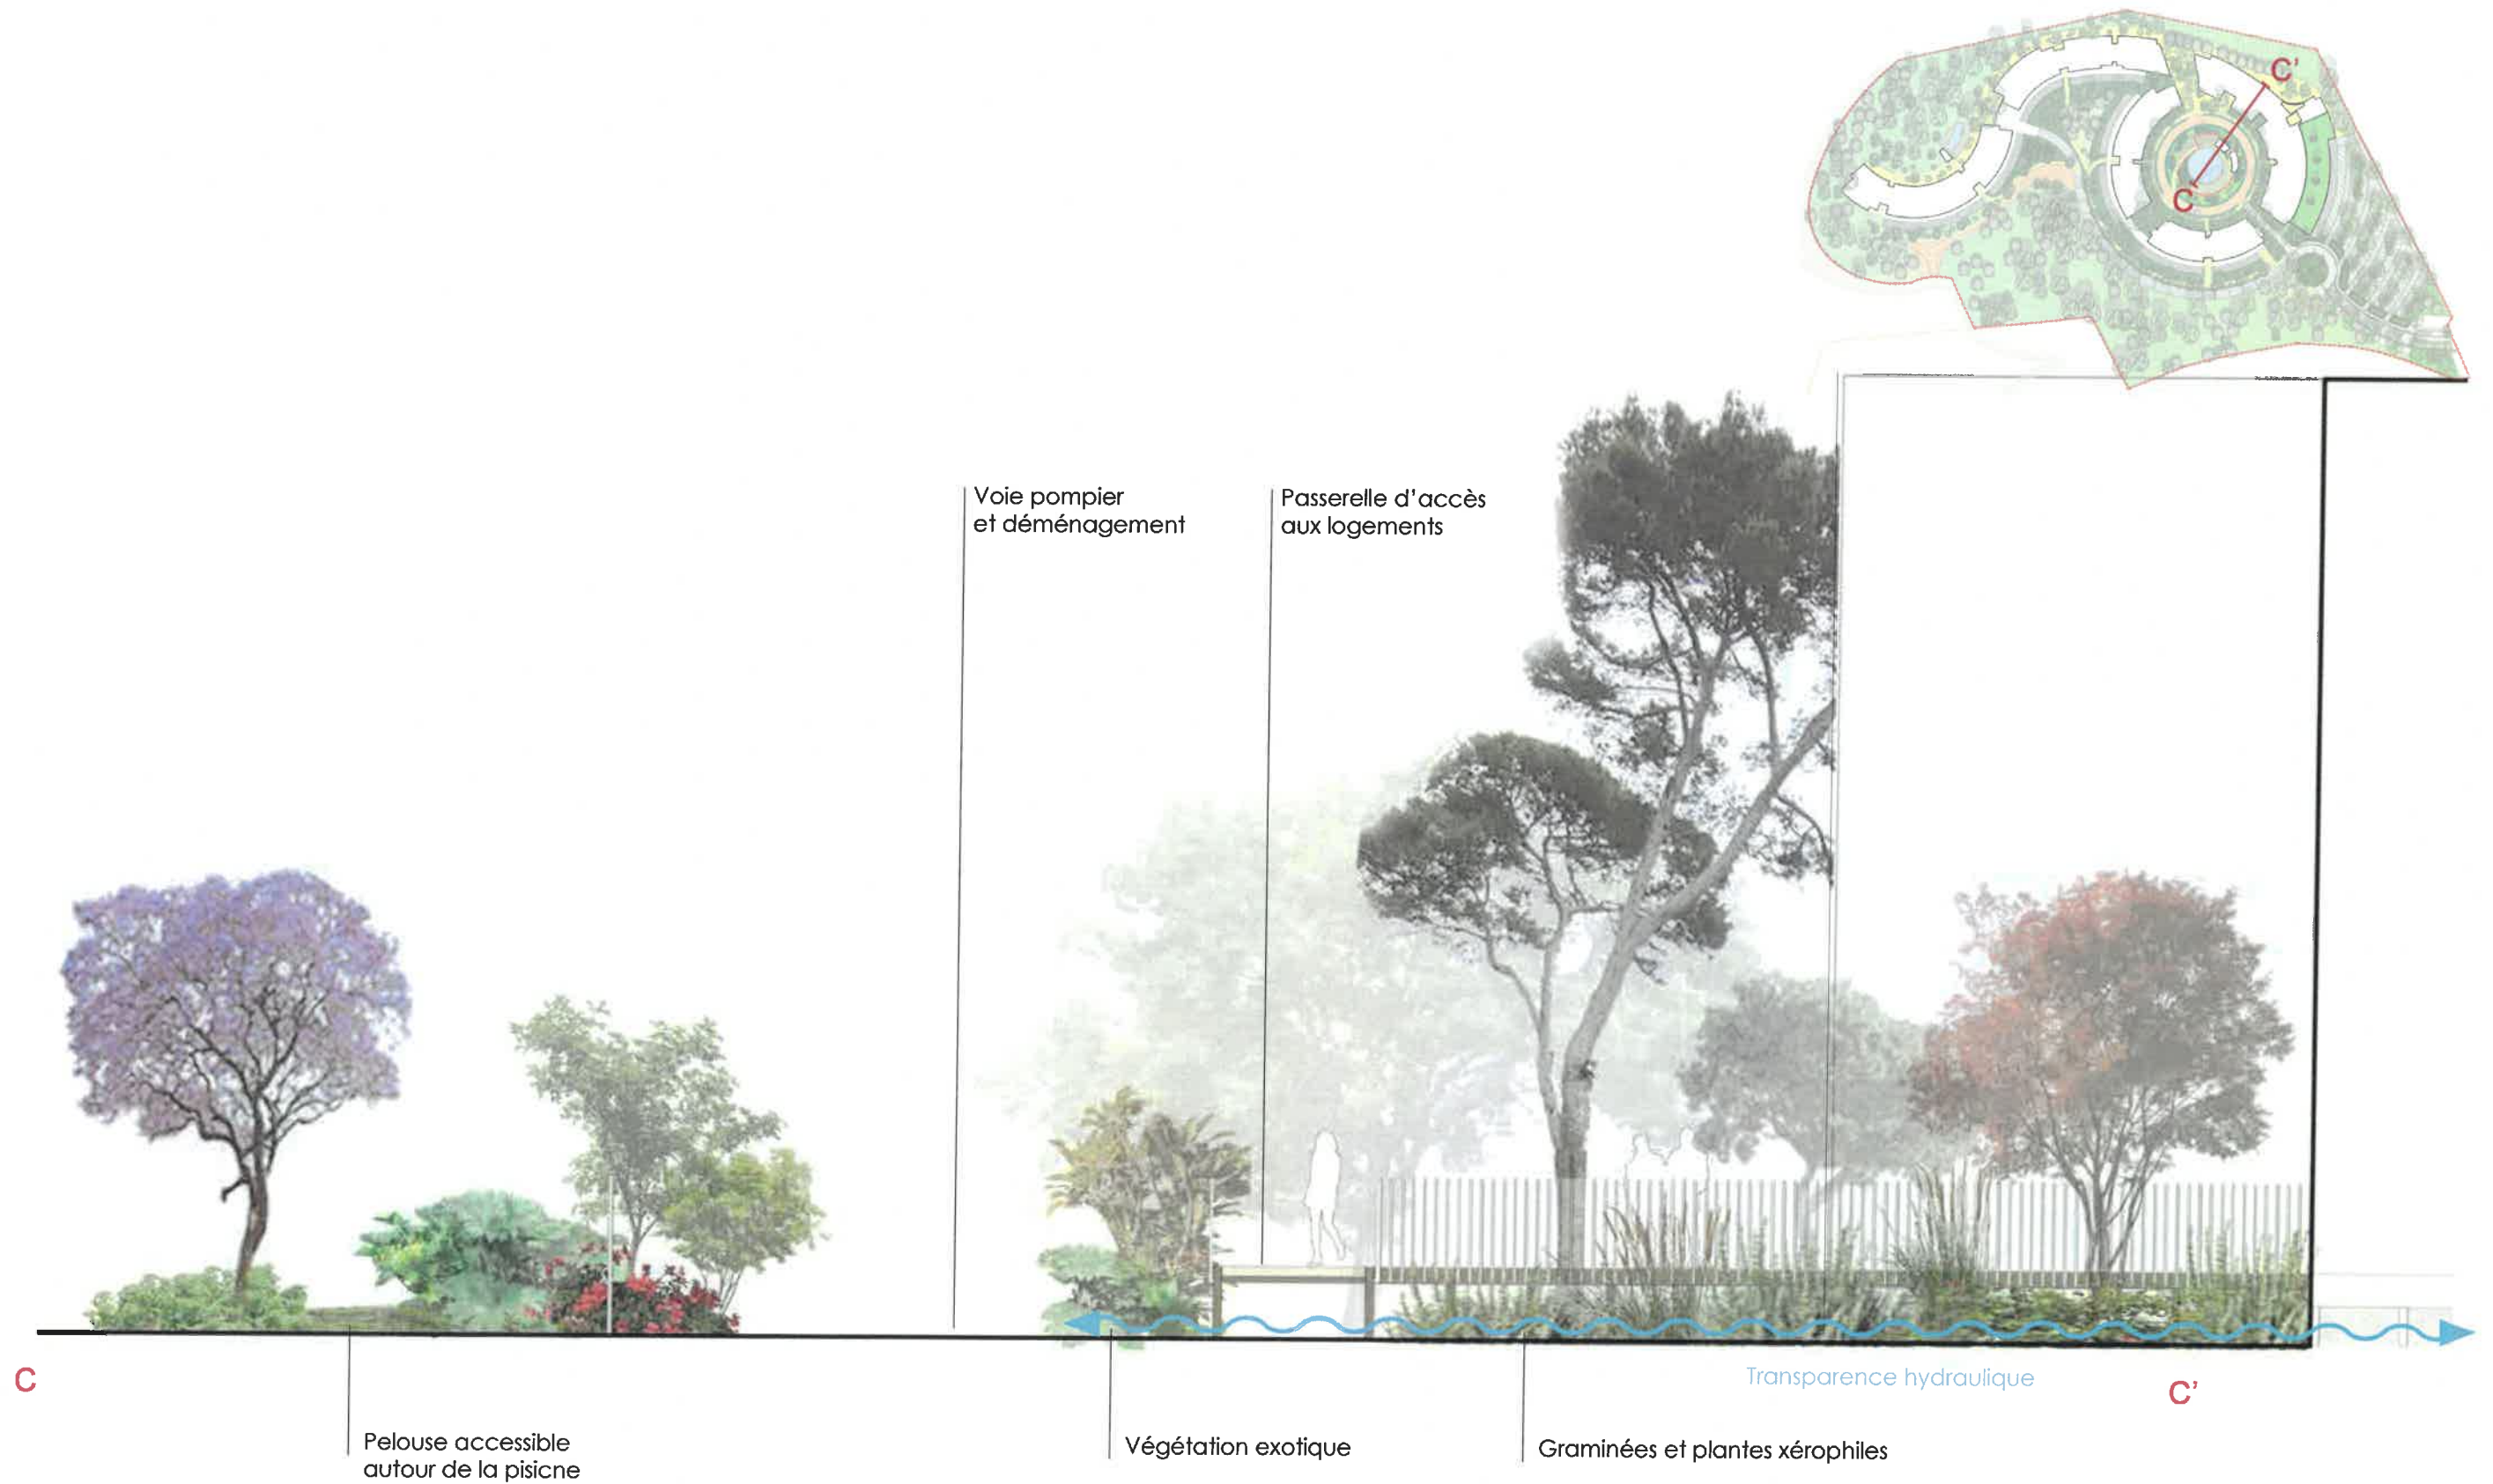 C'
C
Voie pompier
et déménagement
Passerelle d'accès
aux logements
Transparence hydraulique
C
C'
Pelouse accessible
autour de la pisicne
Végétation exotique
Graminées et plantes xérophiles